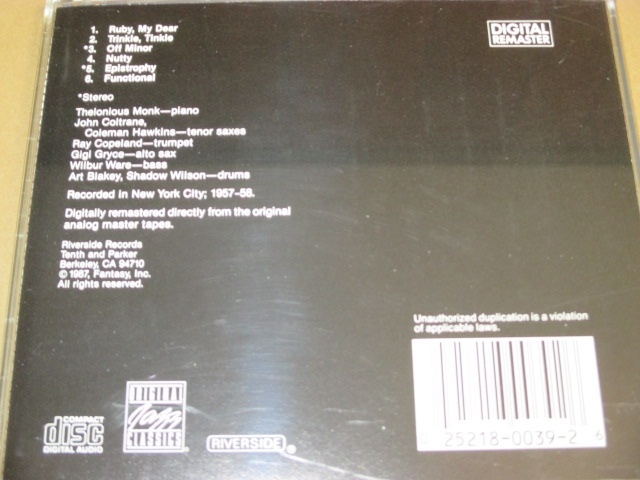 1. Ruby, My Dear
2. Trinkle, Tinkle
*3. Off Minor
4. Nutty
*5. Epistrophy
6. Functional
*Stereo
Thelonious Monk—piano
John Coltrane,
Coleman Hawkins—tenor saxes
Ray Copeland—trumpet
Gigi Gryce—alto sax
Wilbur Ware—bass
Art Blakey, Shadow Wilson—drums
Recorded in New York City; 1957-58.
Digitally remastered directly from the original
analog master tapes.
Riverside Records
Tenth and Parker
Berkeley, CA 94710
© 1987, Fantasy, Inc.
All rights reserved.
DIGITAL
REMASTER
Unauthorized duplication is a violation
of applicable laws.
0 25218-0039-2 6
COMPACT
disc
DIGITAL AUDIO
ORIGINAL
Jazz
CLASSICS
RIVERSIDE®